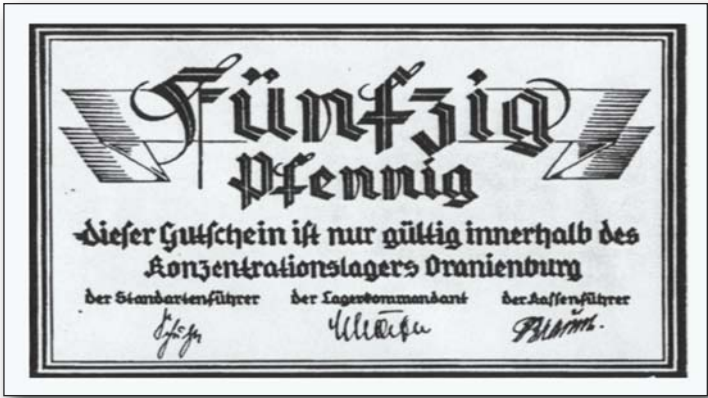 Fünfzig
Pfennig
dieser Gutschein ist nur gültig innerhalb des
Konzentrationslagers Oranienburg
der Standartenführer der Lagerkommandant der Kassenführer